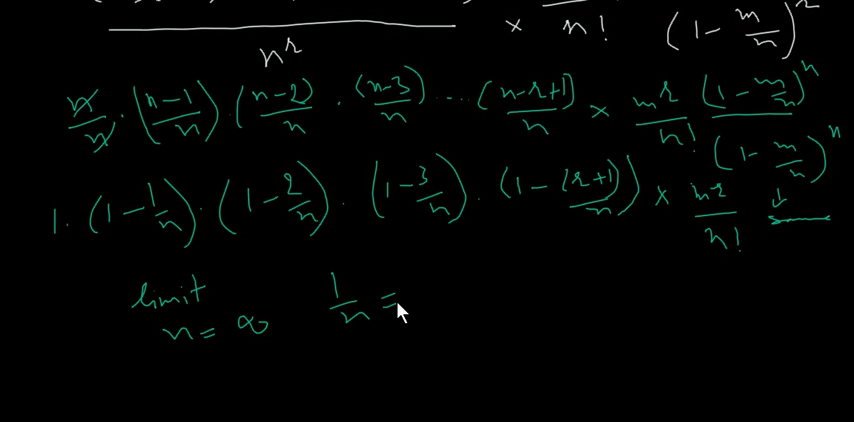 n^r × n! (1 - m/n)^r
n/n · (n-1)/n · (n-2)/n · (n-3)/n ... (n-r+1)/n × m^r/n! (1 - m/n)^n
(1 - m/n)^n
1 · (1 - 1/n) · (1 - 2/n) · (1 - 3/n) · (1 - (r+1)/n) × m^r/n! ↓
limit 1/n =
n = ∞